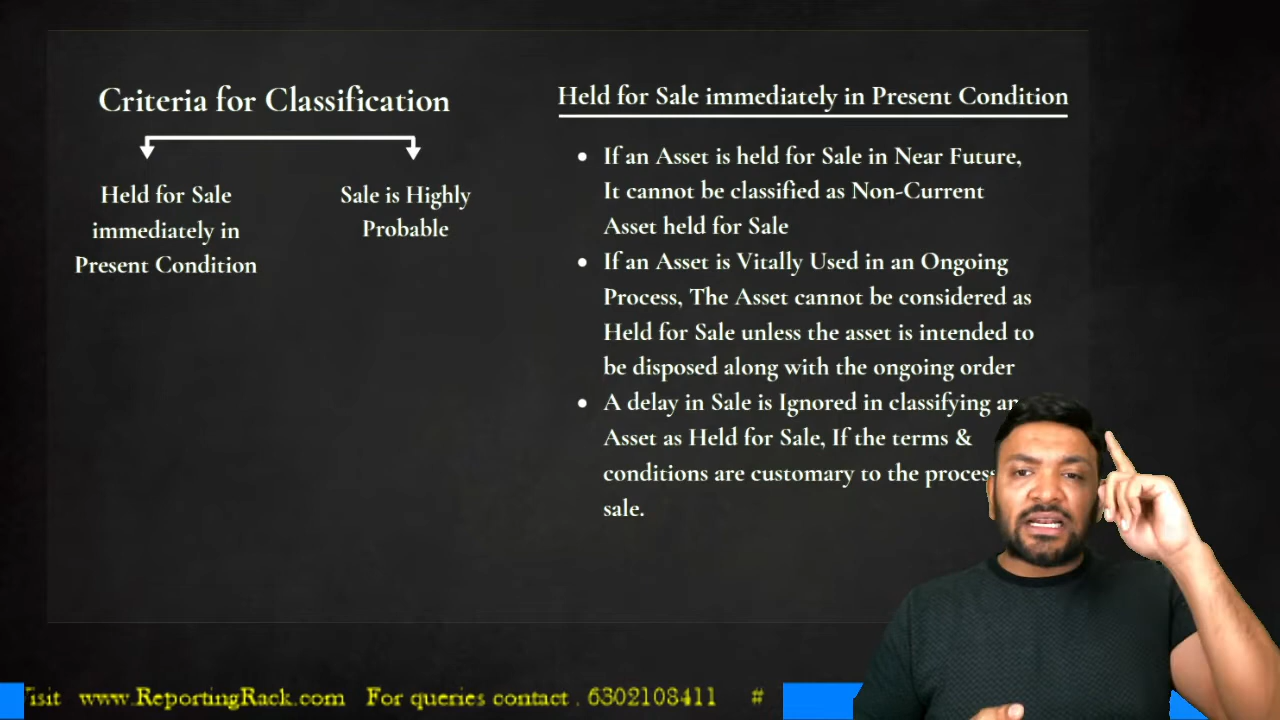 Criteria for Classification
Held for Sale
immediately in
Present Condition
Sale is Highly
Probable
Held for Sale immediately in Present Condition
• If an Asset is held for Sale in Near Future,
It cannot be classified as Non-Current
Asset held for Sale
• If an Asset is Vitally Used in an Ongoing
Process, The Asset cannot be considered as
Held for Sale unless the asset is intended to
be disposed along with the ongoing order
• A delay in Sale is Ignored in classifying an
Asset as Held for Sale, If the terms &
conditions are customary to the process
sale.
www.ReportingRack.com For queries contact . 6302108411 #